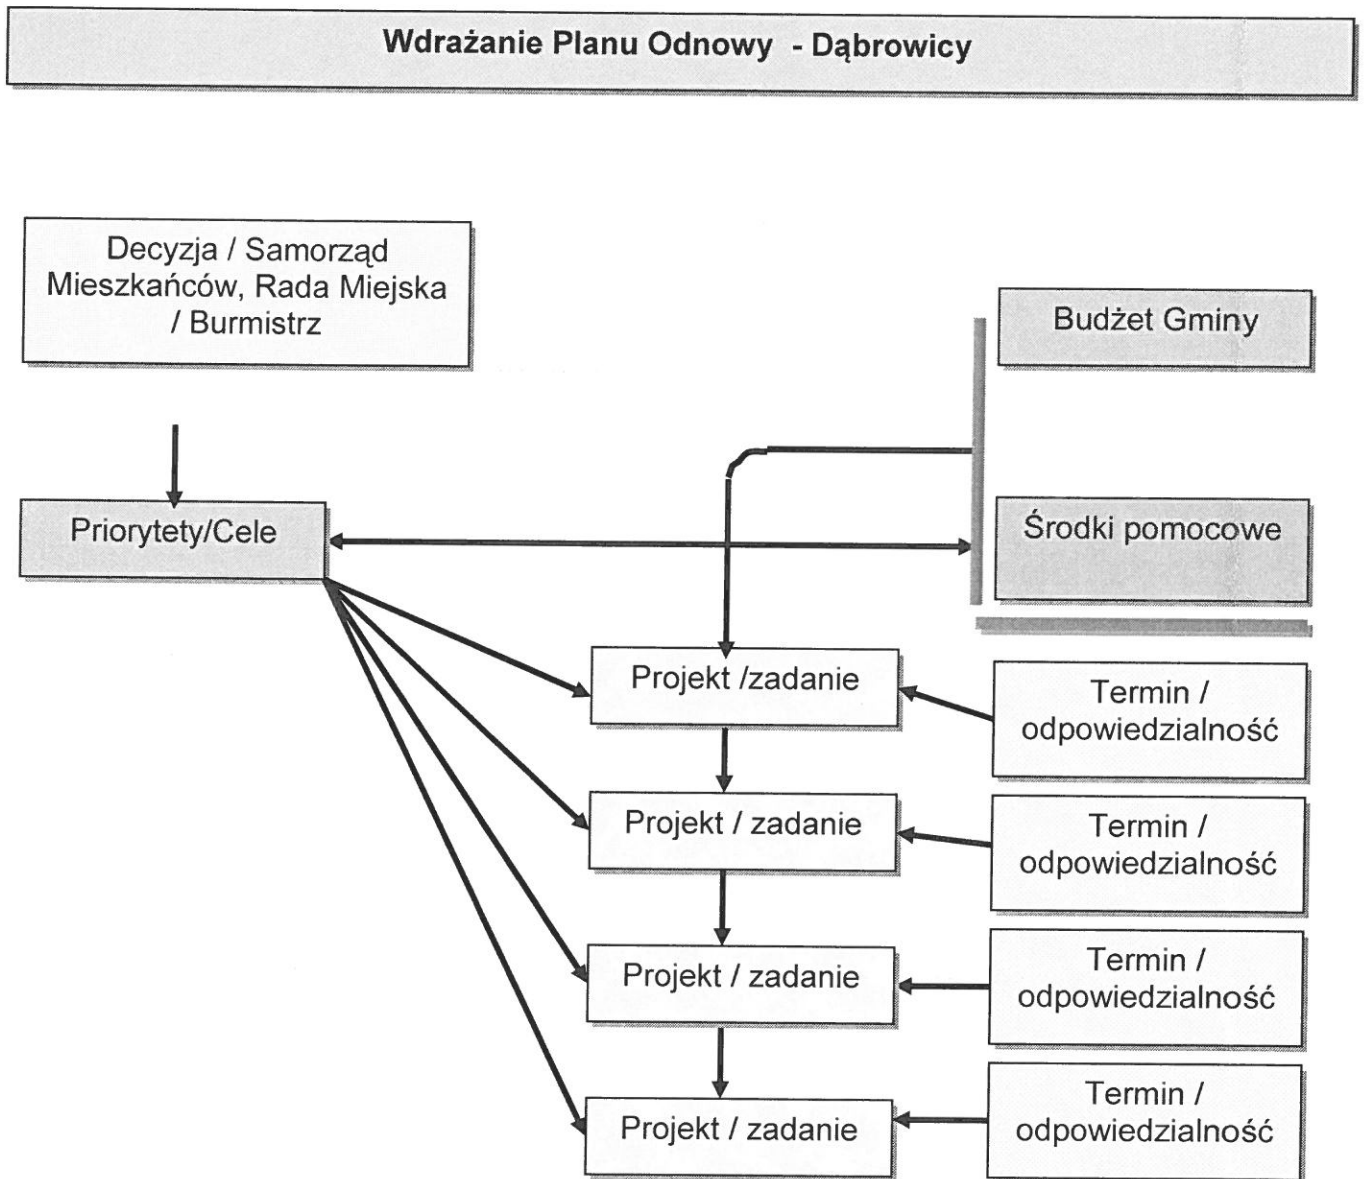 Wdrażanie Planu Odnowy - Dąbrowicy
Decyzja / Samorząd
Mieszkańców, Rada Miejska
/ Burmistrz
Budżet Gminy
Priorytety/Cele
Środki pomocowe
Projekt /zadanie
Termin /
odpowiedzialność
Projekt / zadanie
Termin /
odpowiedzialność
Projekt / zadanie
Termin /
odpowiedzialność
Projekt / zadanie
Termin /
odpowiedzialność